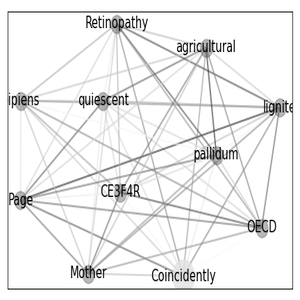 Retinopathy
agricultural
ipiens
quiescent
lignite
pallidum
CE3F4R
Page
OECD
Mother
Coincidently